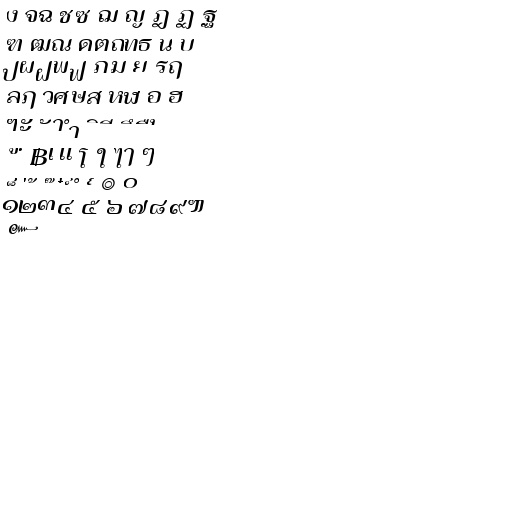 ง จฉ ชซ ฌ ญ ฎ ฏ ฐ
ฑ ฒณ ดตถทธ น บ
ปผฝพฟ ภม ย รฤ
ลฦ วศษส หฬ อ ฮ
ฯะ ั าำ ิ ี ึ ื ุ
ู ฺ ฿เแ โ ใ ไๅ ๆ
็ ่ ้ ๊ ๋ ์ ํ ๎ ๏ ๐
๑๒๓๔ ๕ ๖ ๗๘๙๚
๛